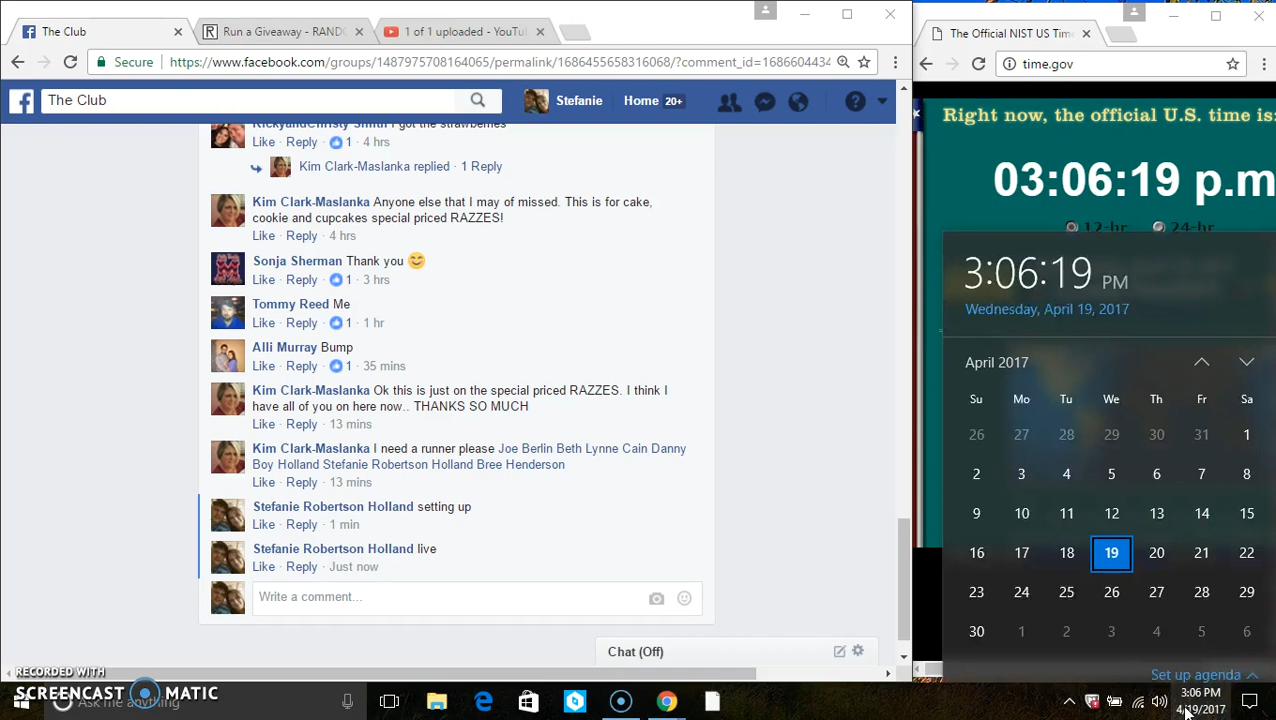 The Club
Run a Giveaway - RAND
1 of 1 uploaded - YouTu
Secure
https://www.facebook.com/groups/1487975708164065/permalink/1686455658316068/?comment_id=1686604434
The Club
Stefanie
Home 20+
RickyandChristy Smith I got the strawberries
Like · Reply · 1 · 4 hrs
Kim Clark-Maslanka replied · 1 Reply
Kim Clark-Maslanka Anyone else that I may of missed. This is for cake,
cookie and cupcakes special priced RAZZES!
Like · Reply · 4 hrs
Sonja Sherman Thank you 😊
Like · Reply · 1 · 3 hrs
Tommy Reed Me
Like · Reply · 1 · 1 hr
Alli Murray Bump
Like · Reply · 1 · 35 mins
Kim Clark-Maslanka Ok this is just on the special priced RAZZES. I think I
have all of you on here now.. THANKS SO MUCH
Like · Reply · 13 mins
Kim Clark-Maslanka I need a runner please Joe Berlin Beth Lynne Cain Danny
Boy Holland Stefanie Robertson Holland Bree Henderson
Like · Reply · 13 mins
Stefanie Robertson Holland setting up
Like · Reply · 1 min
Stefanie Robertson Holland live
Like · Reply · Just now
Write a comment...
Chat (Off)
RECORDED WITH
SCREENCAST MATIC
Ask me anything
The Official NIST US Tim
time.gov
Right now, the official U.S. time is:
03:06:19 p.m
12-hr 24-hr
3:06:19 PM
Wednesday, April 19, 2017
April 2017
Su Mo Tu We Th Fr Sa
26 27 28 29 30 31 1
2 3 4 5 6 7 8
9 10 11 12 13 14 15
16 17 18 19 20 21 22
23 24 25 26 27 28 29
30 1 2 3 4 5 6
Set up agenda
3:06 PM
4/19/2017